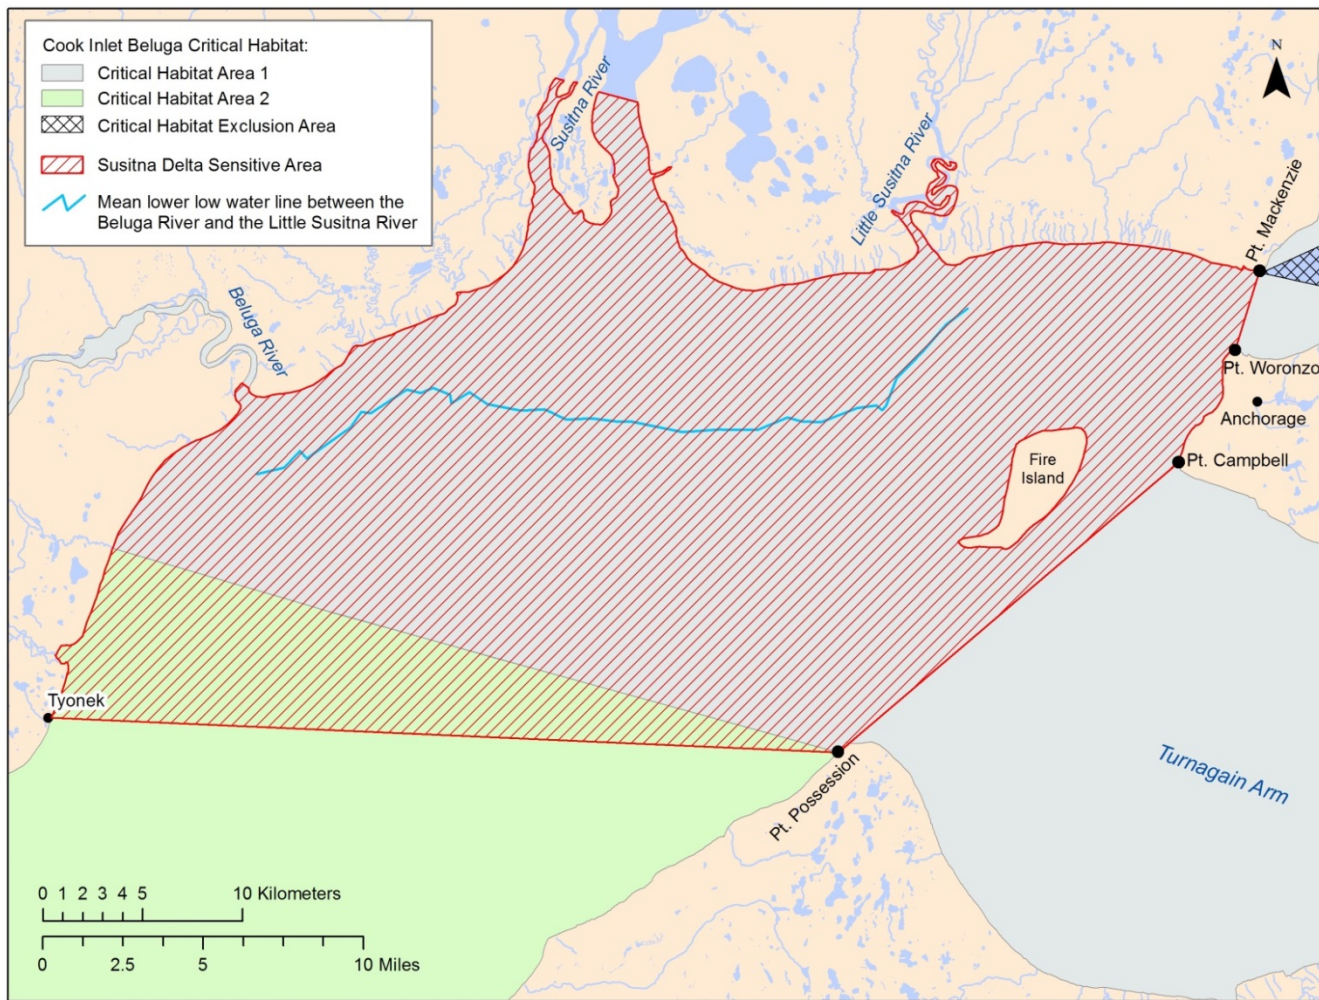 Cook Inlet Beluga Critical Habitat:
Critical Habitat Area 1
Critical Habitat Area 2
Critical Habitat Exclusion Area
Susitna Delta Sensitive Area
Mean lower low water line between the
Beluga River and the Little Susitna River
Susitna River
Little Susitna River
N
Pt. Mackenzie
Beluga River
Pt. Woronzo
Anchorage
Pt. Campbell
Fire
Island
Tyonek
Pt. Possession
Turnagain Arm
0 1 2 3 4 5 10 Kilometers
0 2.5 5 10 Miles